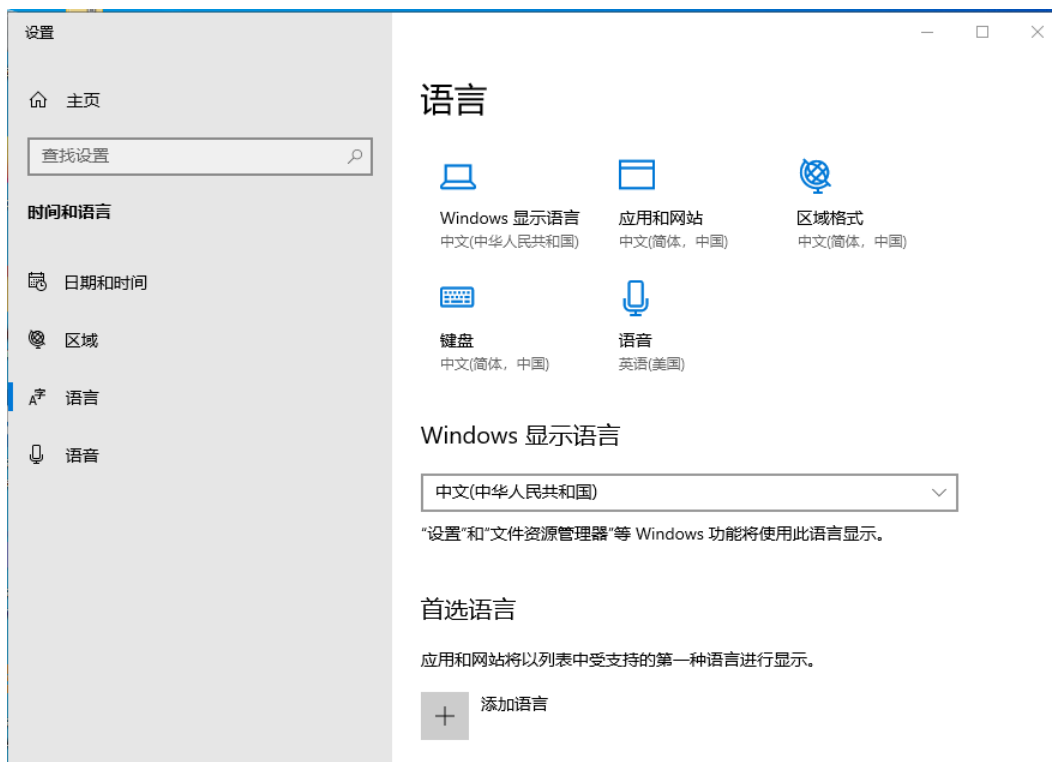 设置
主页
查找设置
时间和语言
日期和时间
区域
语言
语音
语言
Windows 显示语言
中文(中华人民共和国)
应用和网站
中文(简体，中国)
区域格式
中文(简体，中国)
键盘
中文(简体，中国)
语音
英语(美国)
Windows 显示语言
中文(中华人民共和国)
“设置”和“文件资源管理器”等 Windows 功能将使用此语言显示。
首选语言
应用和网站将以列表中受支持的第一种语言进行显示。
添加语言